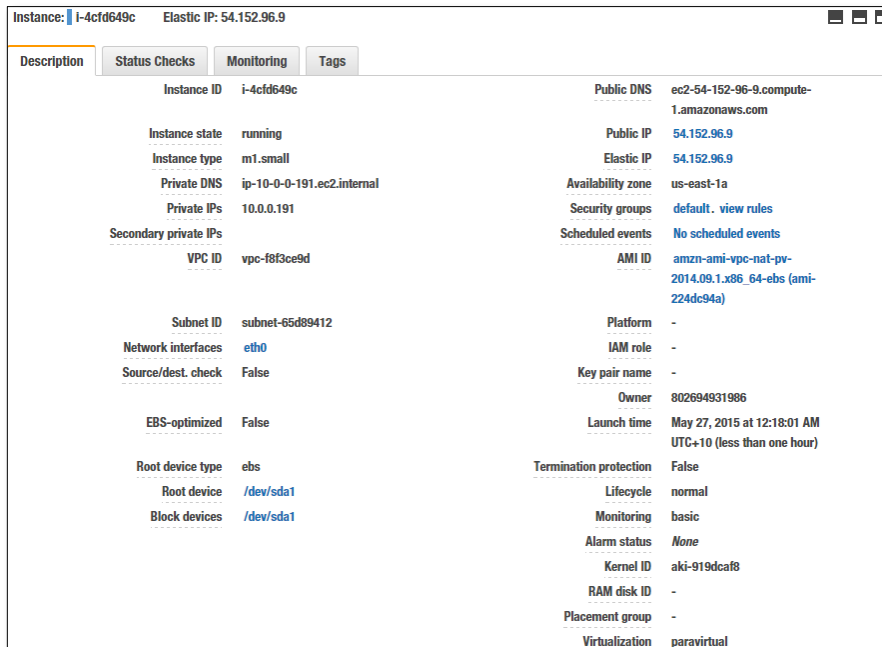 Instance: i-4cfd649c Elastic IP: 54.152.96.9
Description Status Checks Monitoring Tags
Instance ID i-4cfd649c
Public DNS ec2-54-152-96-9.compute-
1.amazonaws.com
Instance state running
Public IP 54.152.96.9
Instance type m1.small
Elastic IP 54.152.96.9
Private DNS ip-10-0-0-191.ec2.internal
Availability zone us-east-1a
Private IPs 10.0.0.191
Security groups default. view rules
Secondary private IPs
Scheduled events No scheduled events
VPC ID vpc-f8f3ce9d
AMI ID amzn-ami-vpc-nat-pv-
2014.09.1.x86_64-ebs (ami-
224dc94a)
Subnet ID subnet-65d89412
Platform -
Network interfaces eth0
IAM role -
Source/dest. check False
Key pair name -
Owner 802694931986
EBS-optimized False
Launch time May 27, 2015 at 12:18:01 AM
UTC+10 (less than one hour)
Root device type ebs
Termination protection False
Root device /dev/sda1
Lifecycle normal
Block devices /dev/sda1
Monitoring basic
Alarm status None
Kernel ID aki-919dcaf8
RAM disk ID -
Placement group -
Virtualization paravirtual